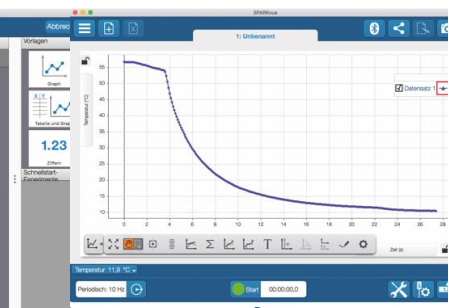 SPARKvue
Abbrec
1: Unbenannt
Vorlagen
Graph
X Y
Tabelle und Grap
1.23
Ziffern
Schnellstart-
Experimente
Temperatur (°C)
55
50
45
40
35
30
25
20
15
10
Datensatz 1
0 2 4 6 8 10 12 14 16 18 20 22 24 26 28
Σ T
Zeit (s)
Temperatur 11,9 °C
Periodisch: 10 Hz
Start 00:00:00,0